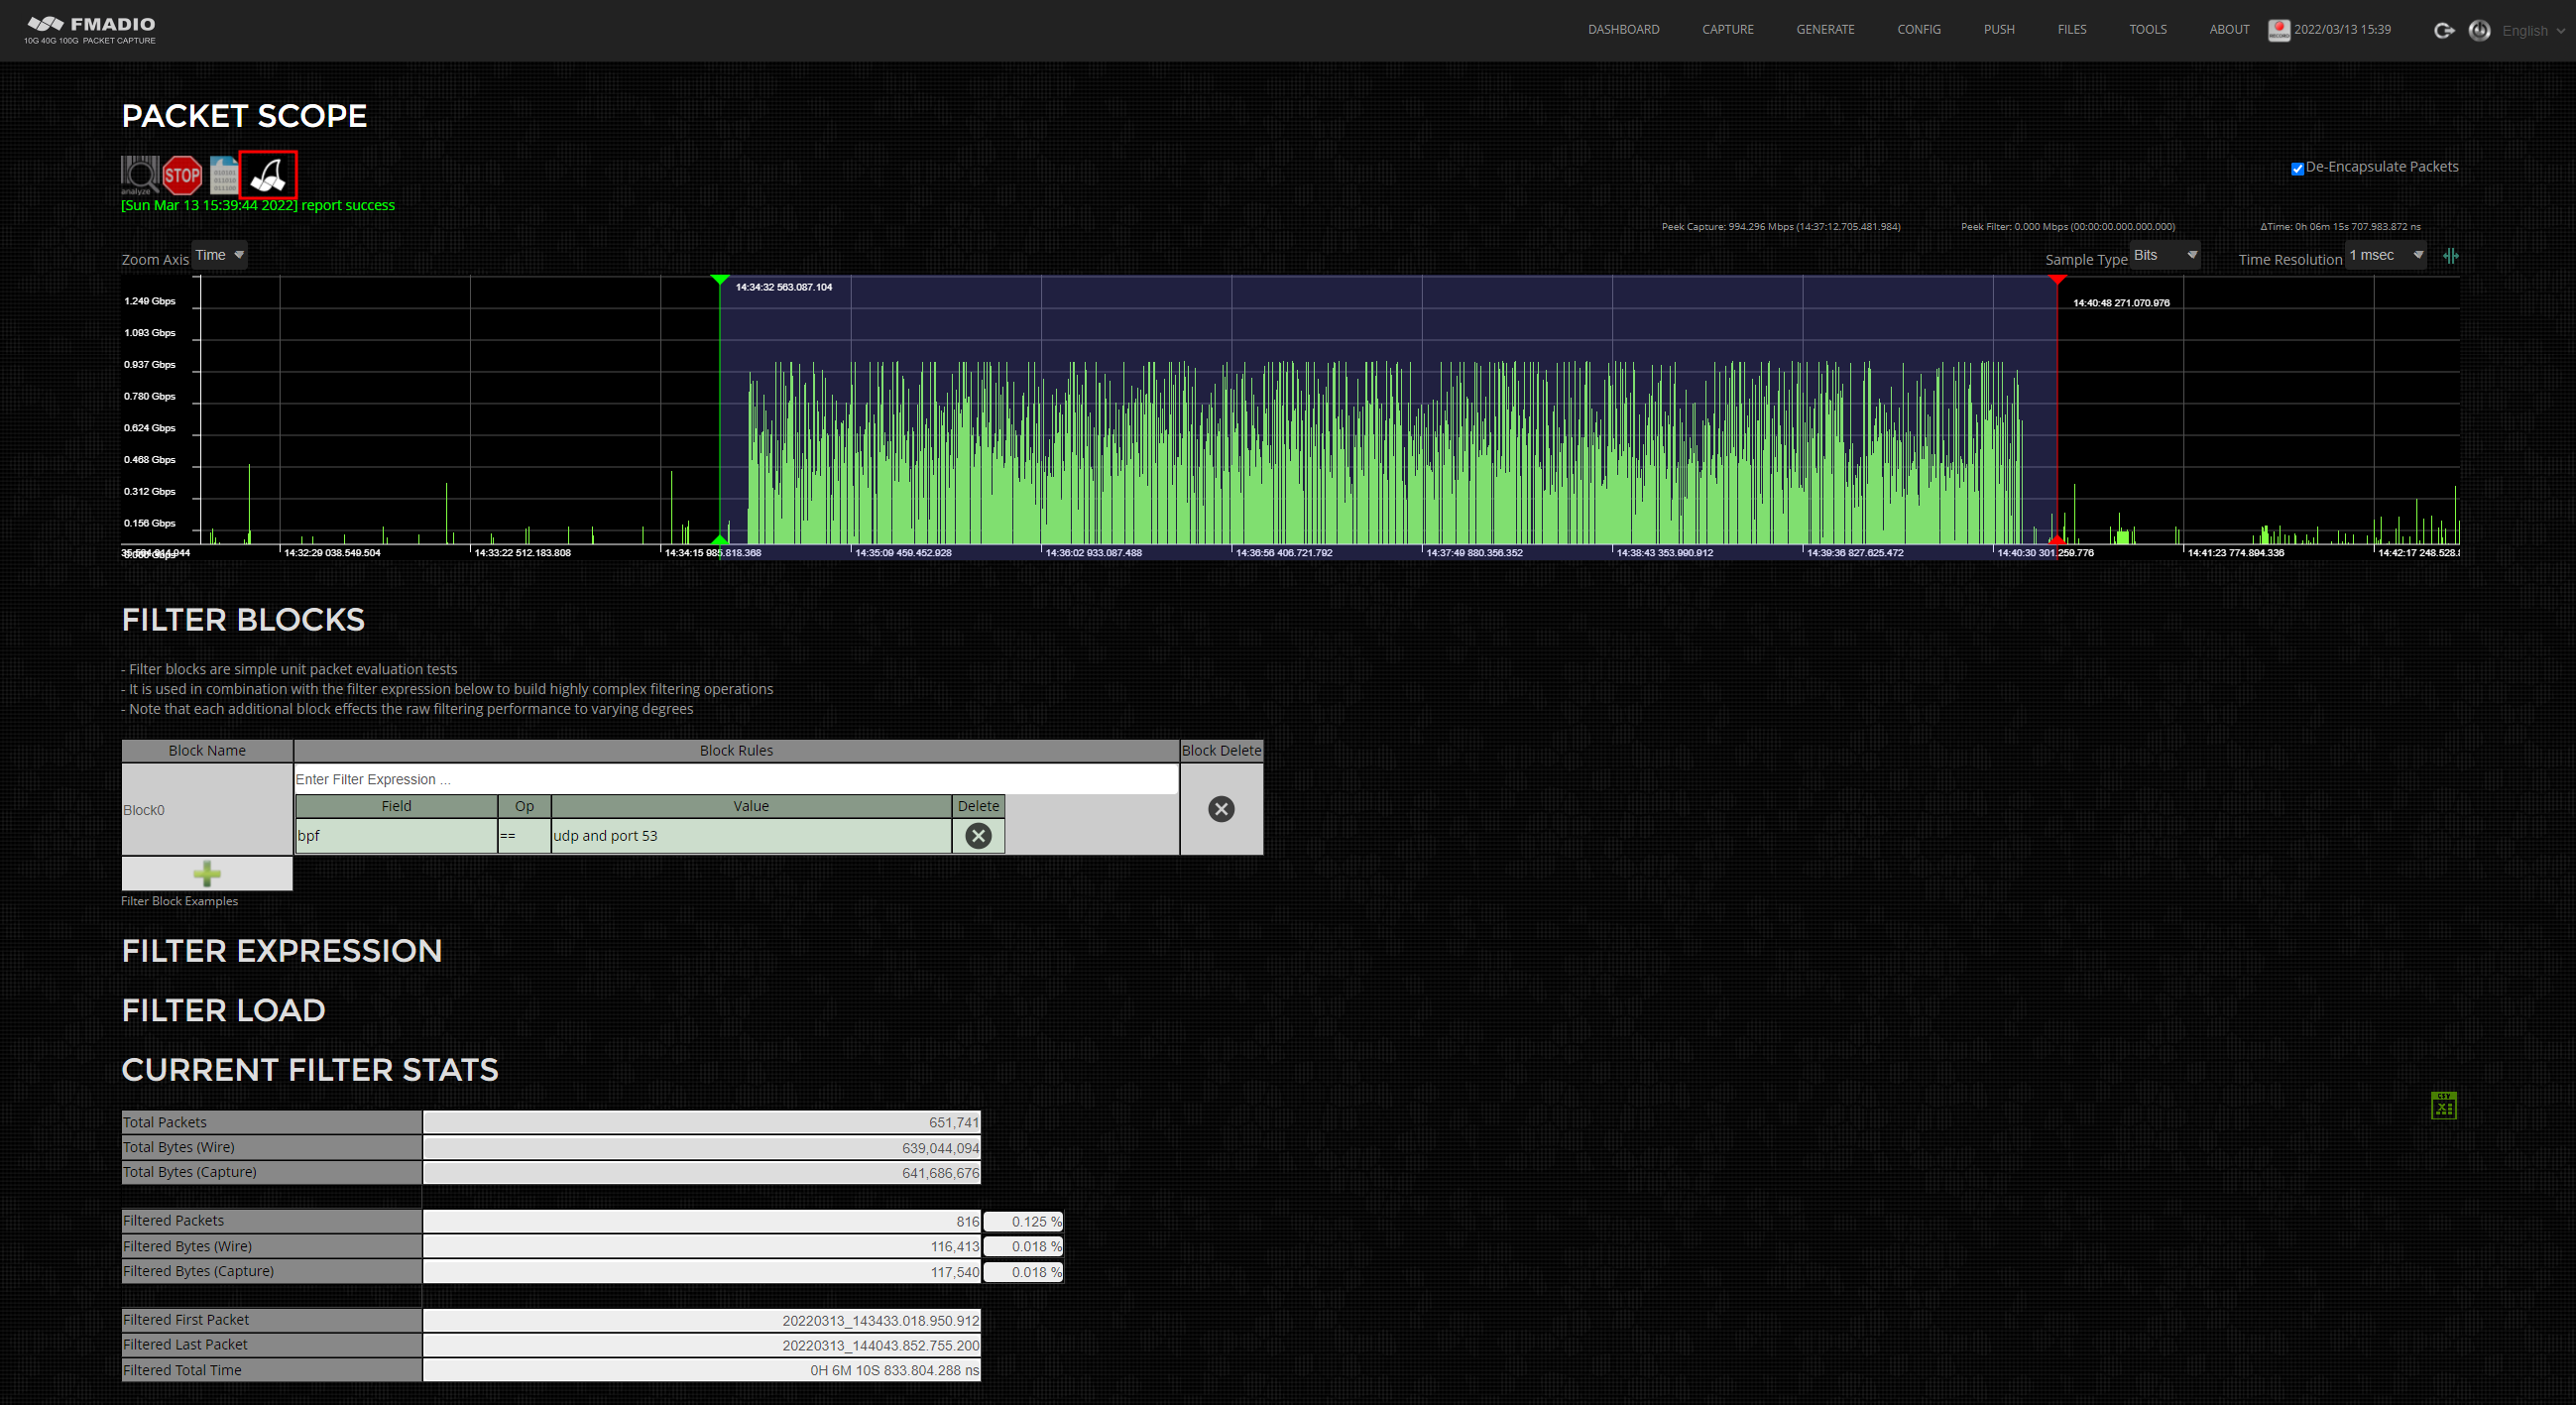 FMADIO
10G 40G 100G PACKET CAPTURE
DASHBOARD CAPTURE GENERATE CONFIG PUSH FILES TOOLS ABOUT RECORD 2022/03/13 15:39 English
PACKET SCOPE
analyze STOP
De-Encapsulate Packets
[Sun Mar 13 15:39:44 2022] report success
Peek Capture: 994.296 Mbps (14:37:12.705.481.984) Peek Filter: 0.000 Mbps (00:00:00.000.000.000) ΔTime: 0h 06m 15s 707.983.872 ns
Zoom Axis Time Sample Type Bits Time Resolution 1 msec
14:34:32 563.087.104
14:40:48 271.070.976
1.249 Gbps
1.093 Gbps
0.937 Gbps
0.780 Gbps
0.624 Gbps
0.468 Gbps
0.312 Gbps
0.156 Gbps
0.000 Gbps
14:32:29 038.549.504 14:33:22 512.183.808 14:34:15 985.818.368 14:35:09 459.452.928 14:36:02 933.087.488 14:36:56 406.721.792 14:37:49 880.356.352 14:38:43 353.990.912 14:39:36 827.625.472 14:40:30 301.259.776 14:41:23 774.894.336 14:42:17 248.528.
FILTER BLOCKS
- Filter blocks are simple unit packet evaluation tests
- It is used in combination with the filter expression below to build highly complex filtering operations
- Note that each additional block effects the raw filtering performance to varying degrees
Block Name Block Rules Block Delete
Enter Filter Expression ...
Block0
Field Op Value Delete
bpf == udp and port 53
Filter Block Examples
FILTER EXPRESSION
FILTER LOAD
CURRENT FILTER STATS
CSV
Total Packets 651,741
Total Bytes (Wire) 639,044,094
Total Bytes (Capture) 641,686,676
Filtered Packets 816 0.125 %
Filtered Bytes (Wire) 116,413 0.018 %
Filtered Bytes (Capture) 117,540 0.018 %
Filtered First Packet 20220313_143433.018.950.912
Filtered Last Packet 20220313_144043.852.755.200
Filtered Total Time 0H 6M 10S 833.804.288 ns